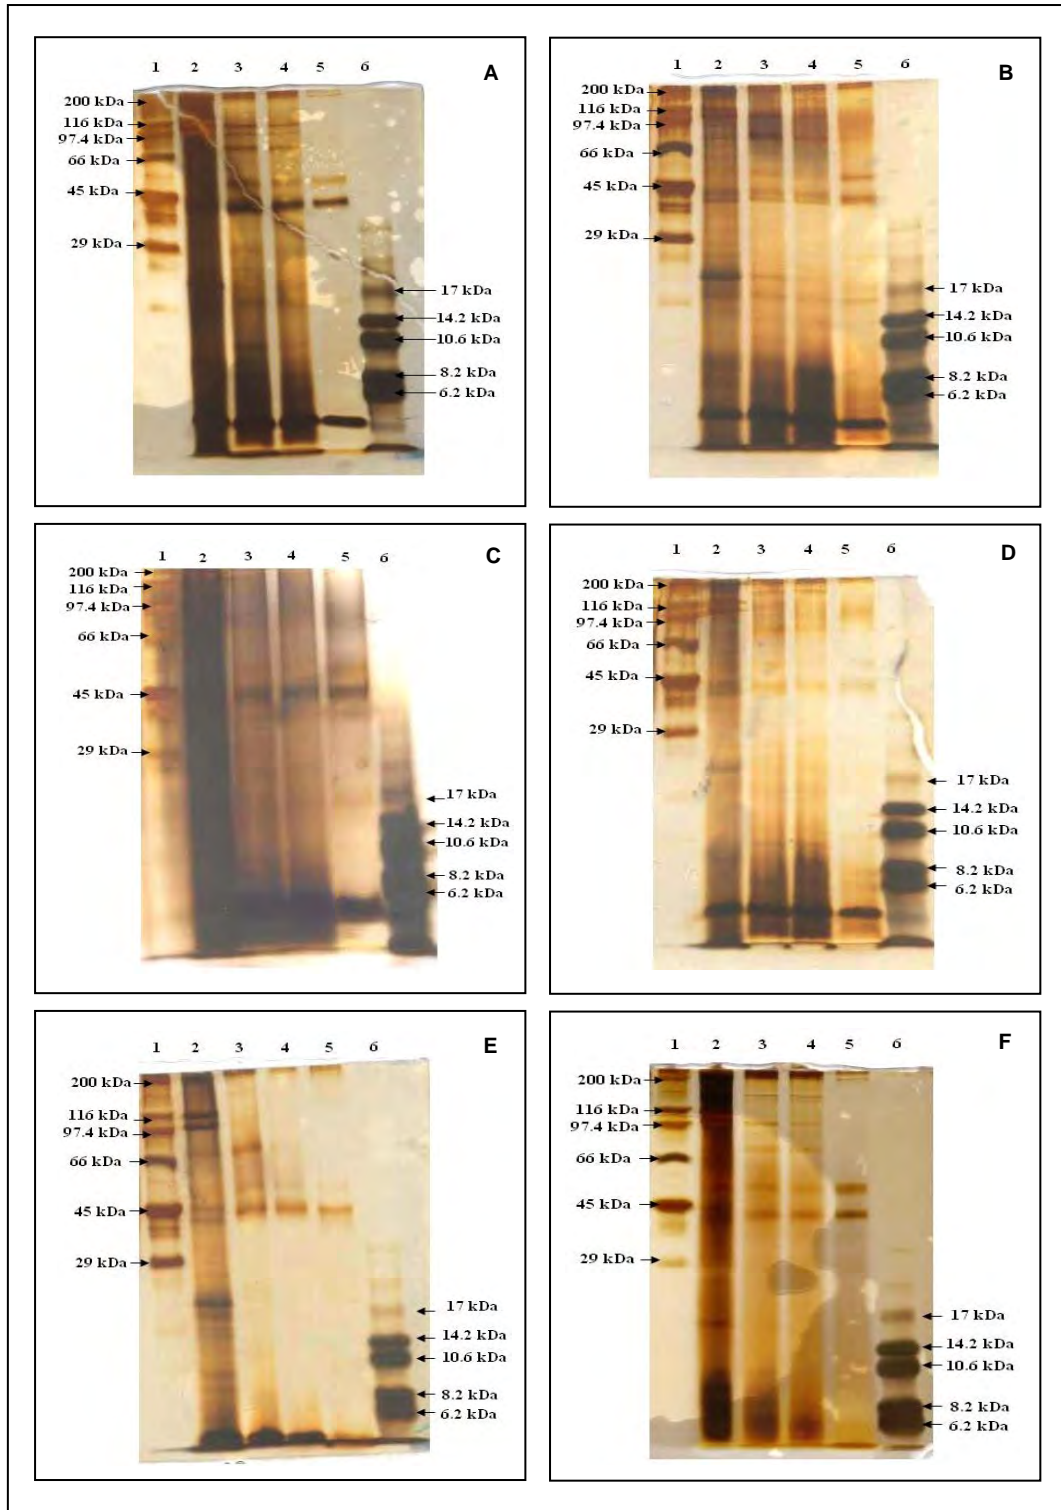 1 2 3 4 5 6 A
200 kDa
116 kDa
97.4 kDa
66 kDa
45 kDa
29 kDa
17 kDa
14.2 kDa
10.6 kDa
8.2 kDa
6.2 kDa
1 2 3 4 5 6 B
200 kDa
116 kDa
97.4 kDa
66 kDa
45 kDa
29 kDa
17 kDa
14.2 kDa
10.6 kDa
8.2 kDa
6.2 kDa
1 2 3 4 5 6 C
200 kDa
116 kDa
97.4 kDa
66 kDa
45 kDa
29 kDa
17 kDa
14.2 kDa
10.6 kDa
8.2 kDa
6.2 kDa
1 2 3 4 5 6 D
200 kDa
116 kDa
97.4 kDa
66 kDa
45 kDa
29 kDa
17 kDa
14.2 kDa
10.6 kDa
8.2 kDa
6.2 kDa
1 2 3 4 5 6 E
200 kDa
116 kDa
97.4 kDa
66 kDa
45 kDa
29 kDa
17 kDa
14.2 kDa
10.6 kDa
8.2 kDa
6.2 kDa
1 2 3 4 5 6 F
200 kDa
116 kDa
97.4 kDa
66 kDa
45 kDa
29 kDa
17 kDa
14.2 kDa
10.6 kDa
8.2 kDa
6.2 kDa